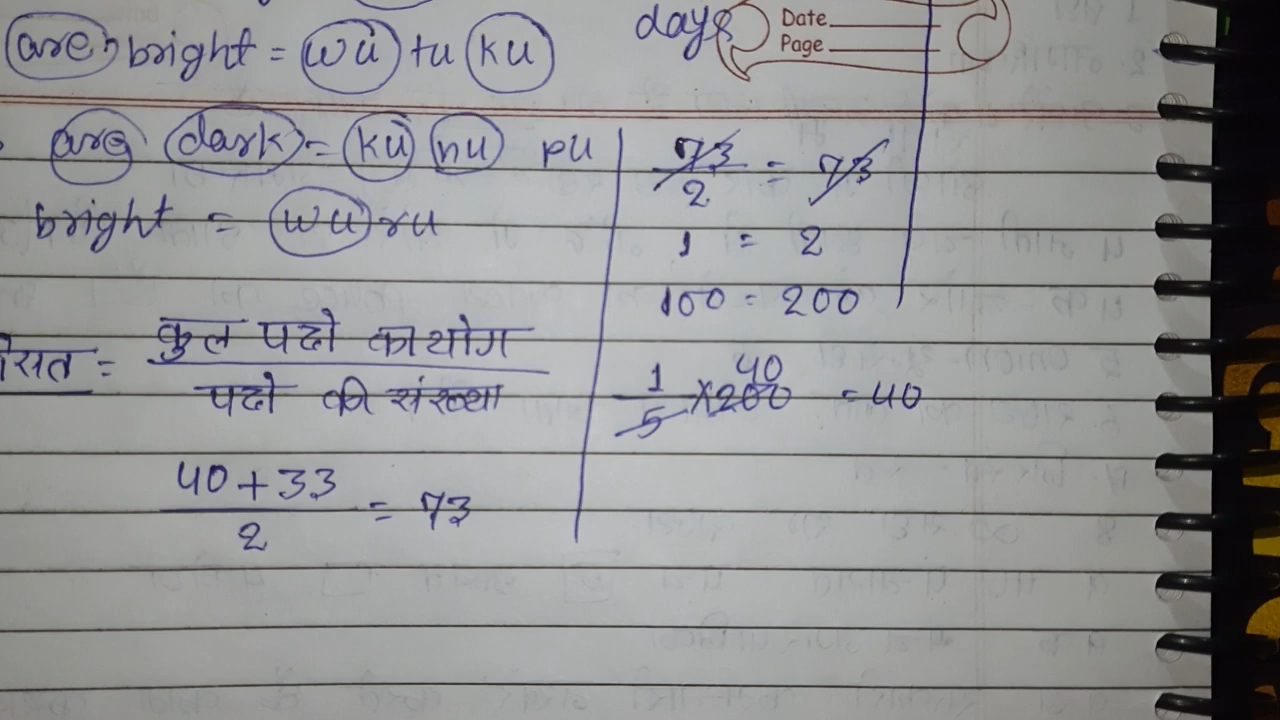 are, bright = wu tu ku
days
Date
Page
are dark = ku nu pu
bright = wu ru
73/2 = 73
1 = 2
100 = 200
कुल पदो का योग
पदो की संख्या
1/5 × 200 40 = 40
40 + 33
2
= 73